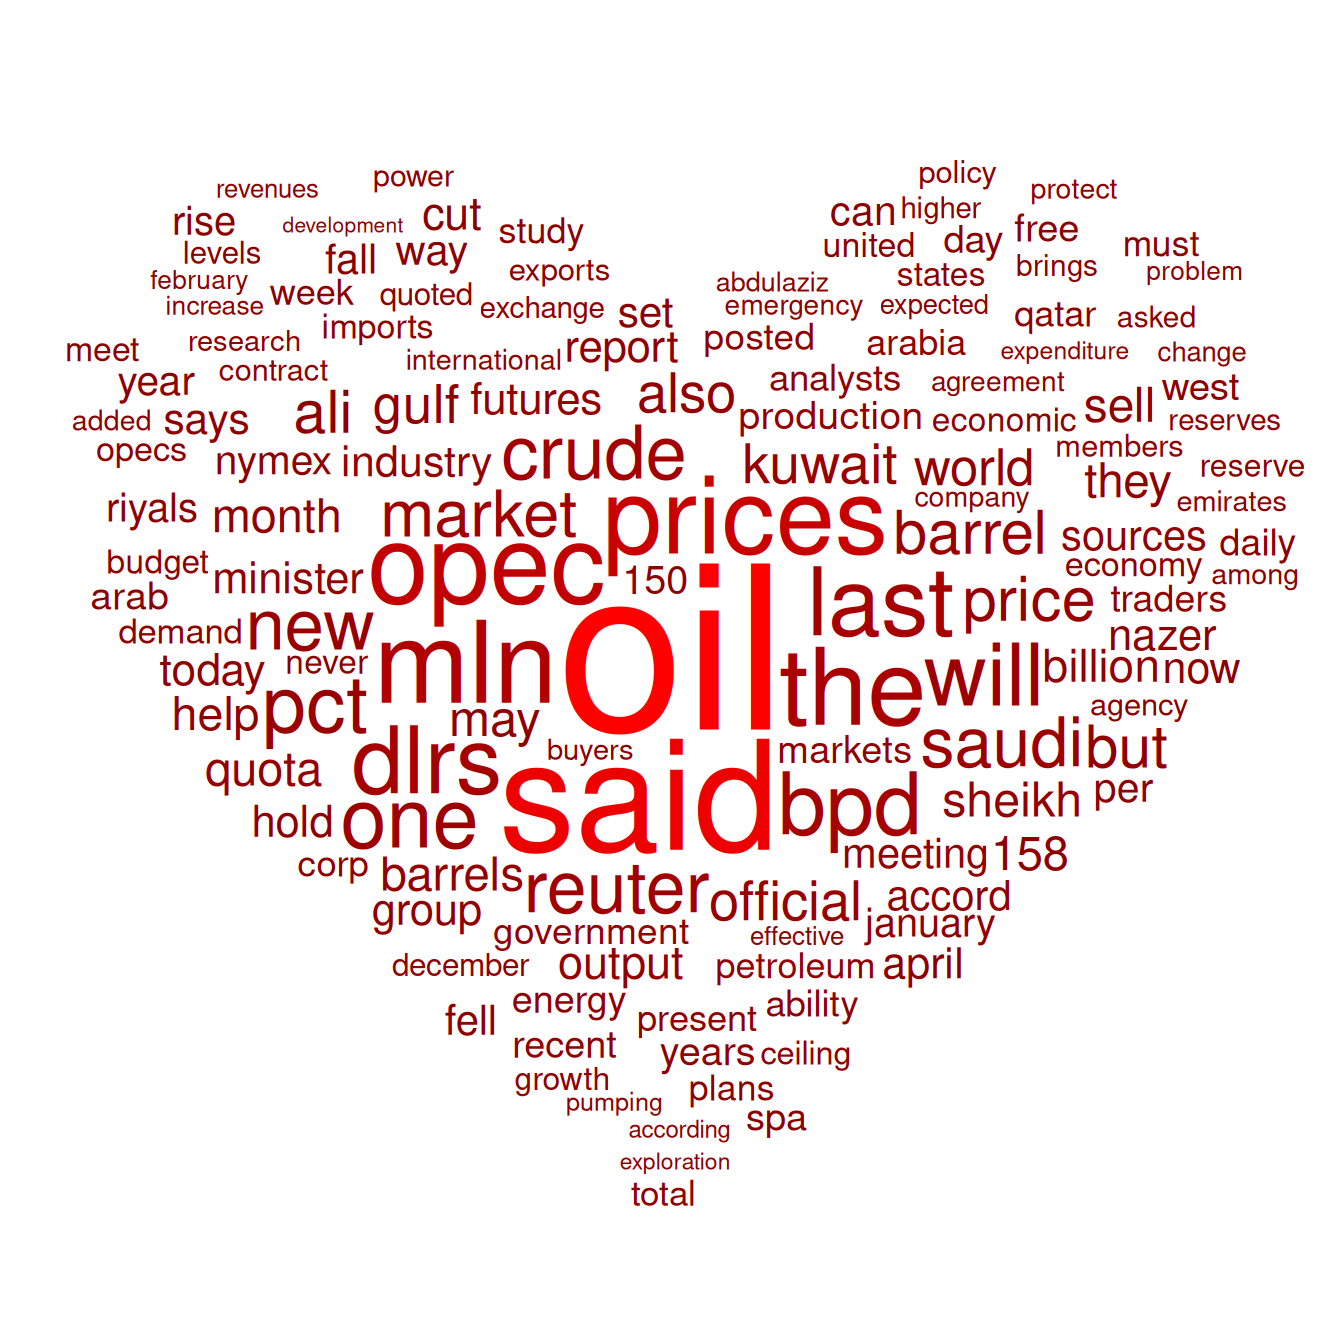 revenues power policy protect
rise development cut study can higher
levels fall way united day free must
february week quoted exports abdulaziz states brings problem
increase imports exchange set emergency expected qatar asked
meet research international report posted arabia expenditure change
year contract futures also analysts agreement west
added says ali gulf production economic sell reserves
opecs nymex industry crude kuwait world members reserve
riyals month market prices company they emirates
budget minister opec 150 barrel sources daily
arab last price economy among
demand new mln oil traders
today never the will billion now nazer
help pct may agency
quota dlrs buyers markets saudi but
hold one said bpd sheikh per
corp barrels meeting 158
group reuter official accord
government effective january
december output petroleum april
fell energy present ability
recent years ceiling
growth plans
pumping spa
according
exploration
total